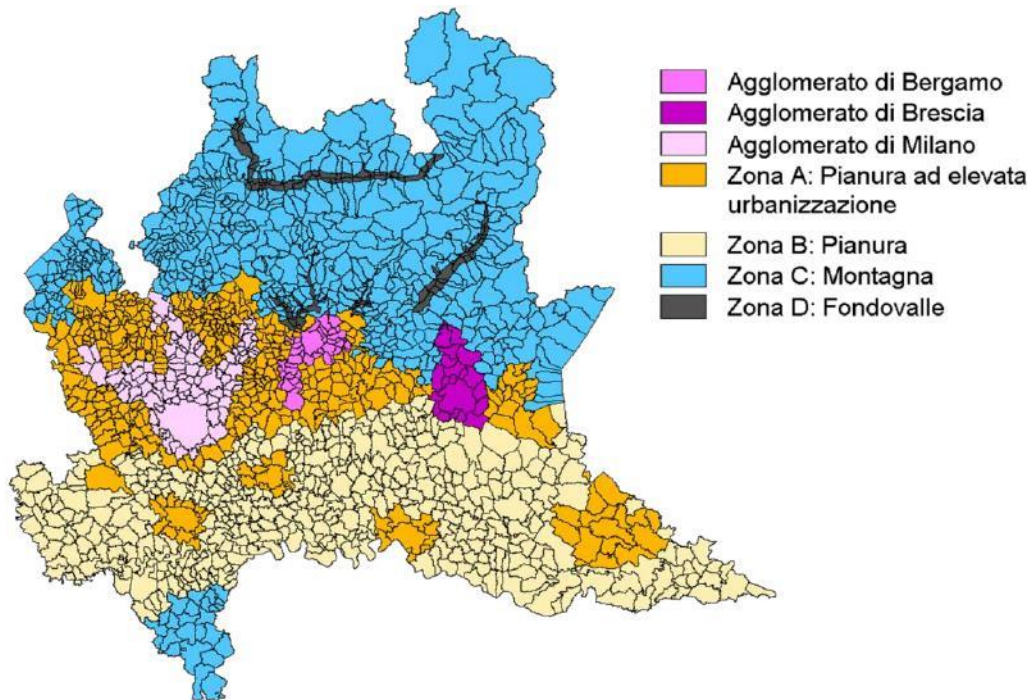 Agglomerato di Bergamo
Agglomerato di Brescia
Agglomerato di Milano
Zona A: Pianura ad elevata
urbanizzazione
Zona B: Pianura
Zona C: Montagna
Zona D: Fondovalle